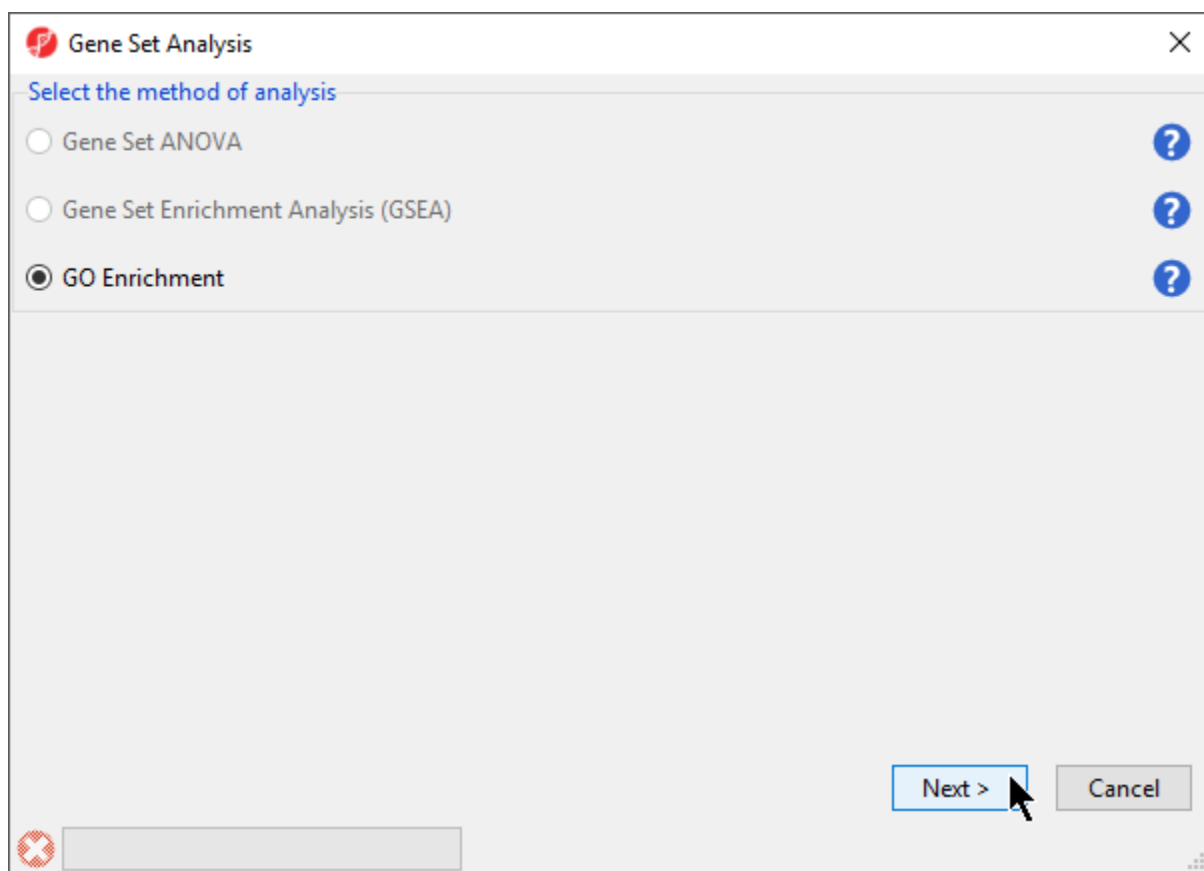 Gene Set Analysis
Select the method of analysis
Gene Set ANOVA
?
Gene Set Enrichment Analysis (GSEA)
?
GO Enrichment
?
Next >
Cancel